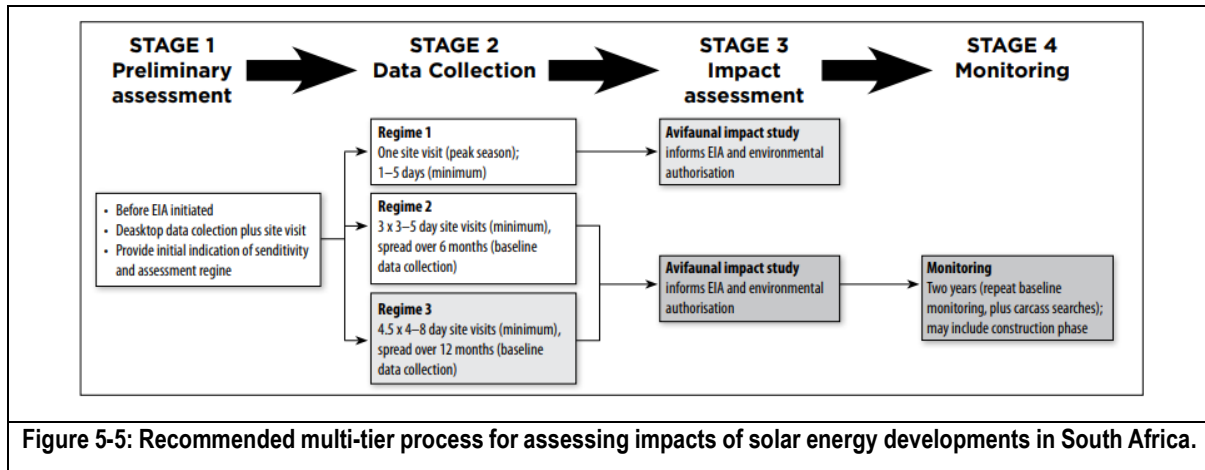 STAGE 1
Preliminary
assessment
STAGE 2
Data Collection
STAGE 3
Impact
assessment
STAGE 4
Monitoring
• Before EIA initiated
• Deasktop data colection plus site visit
• Provide initial indication of senditivity
and assessment regine
Regime 1
One site visit (peak season);
1–5 days (minimum)
Regime 2
3 x 3–5 day site visits (minimum),
spread over 6 months (baseline
data collection)
Regime 3
4.5 x 4–8 day site visits (minimum),
spread over 12 months (baseline
data collection)
Avifaunal impact study
informs EIA and environmental
authorisation
Avifaunal impact study
informs EIA and environmental
authorisation
Monitoring
Two years (repeat baseline
monitoring, plus carcass searches);
may include construction phase
Figure 5-5: Recommended multi-tier process for assessing impacts of solar energy developments in South Africa.